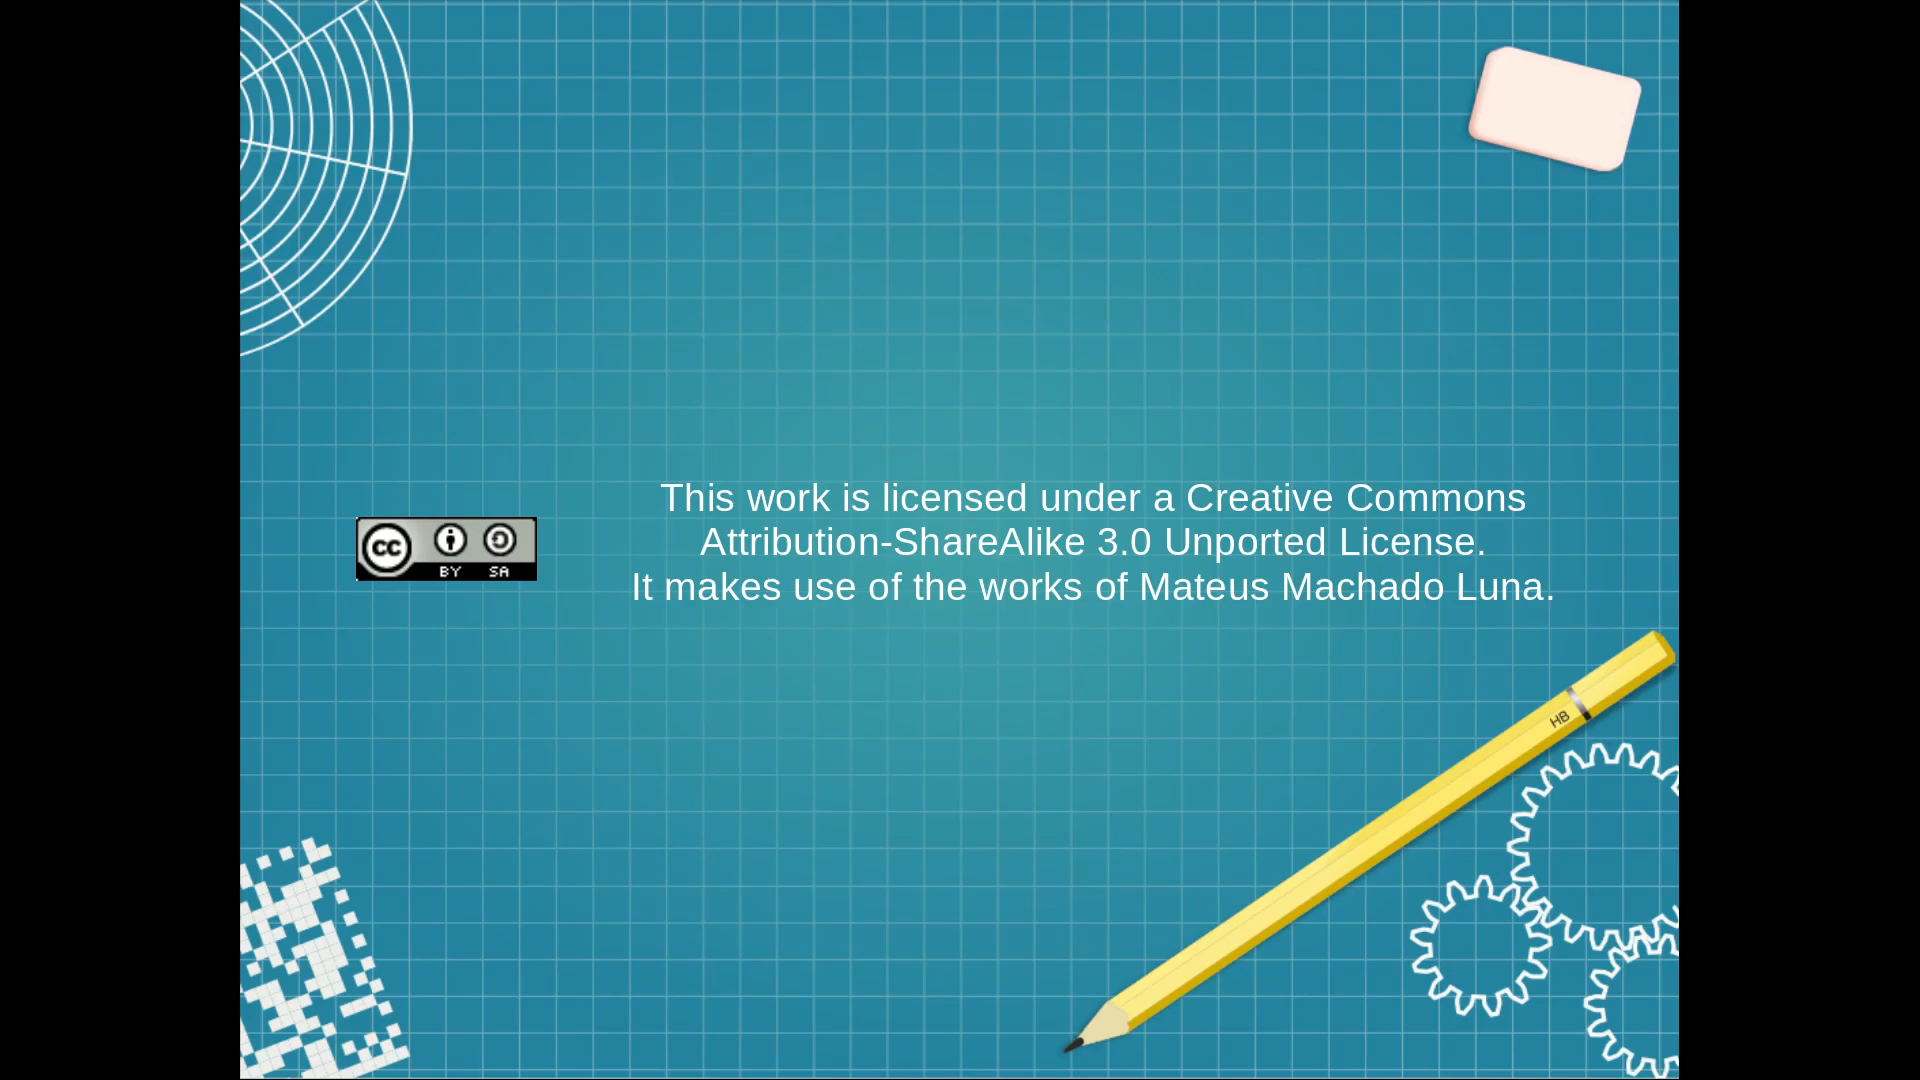 This work is licensed under a Creative Commons
Attribution-ShareAlike 3.0 Unported License.
It makes use of the works of Mateus Machado Luna.
CC
BY SA
HB